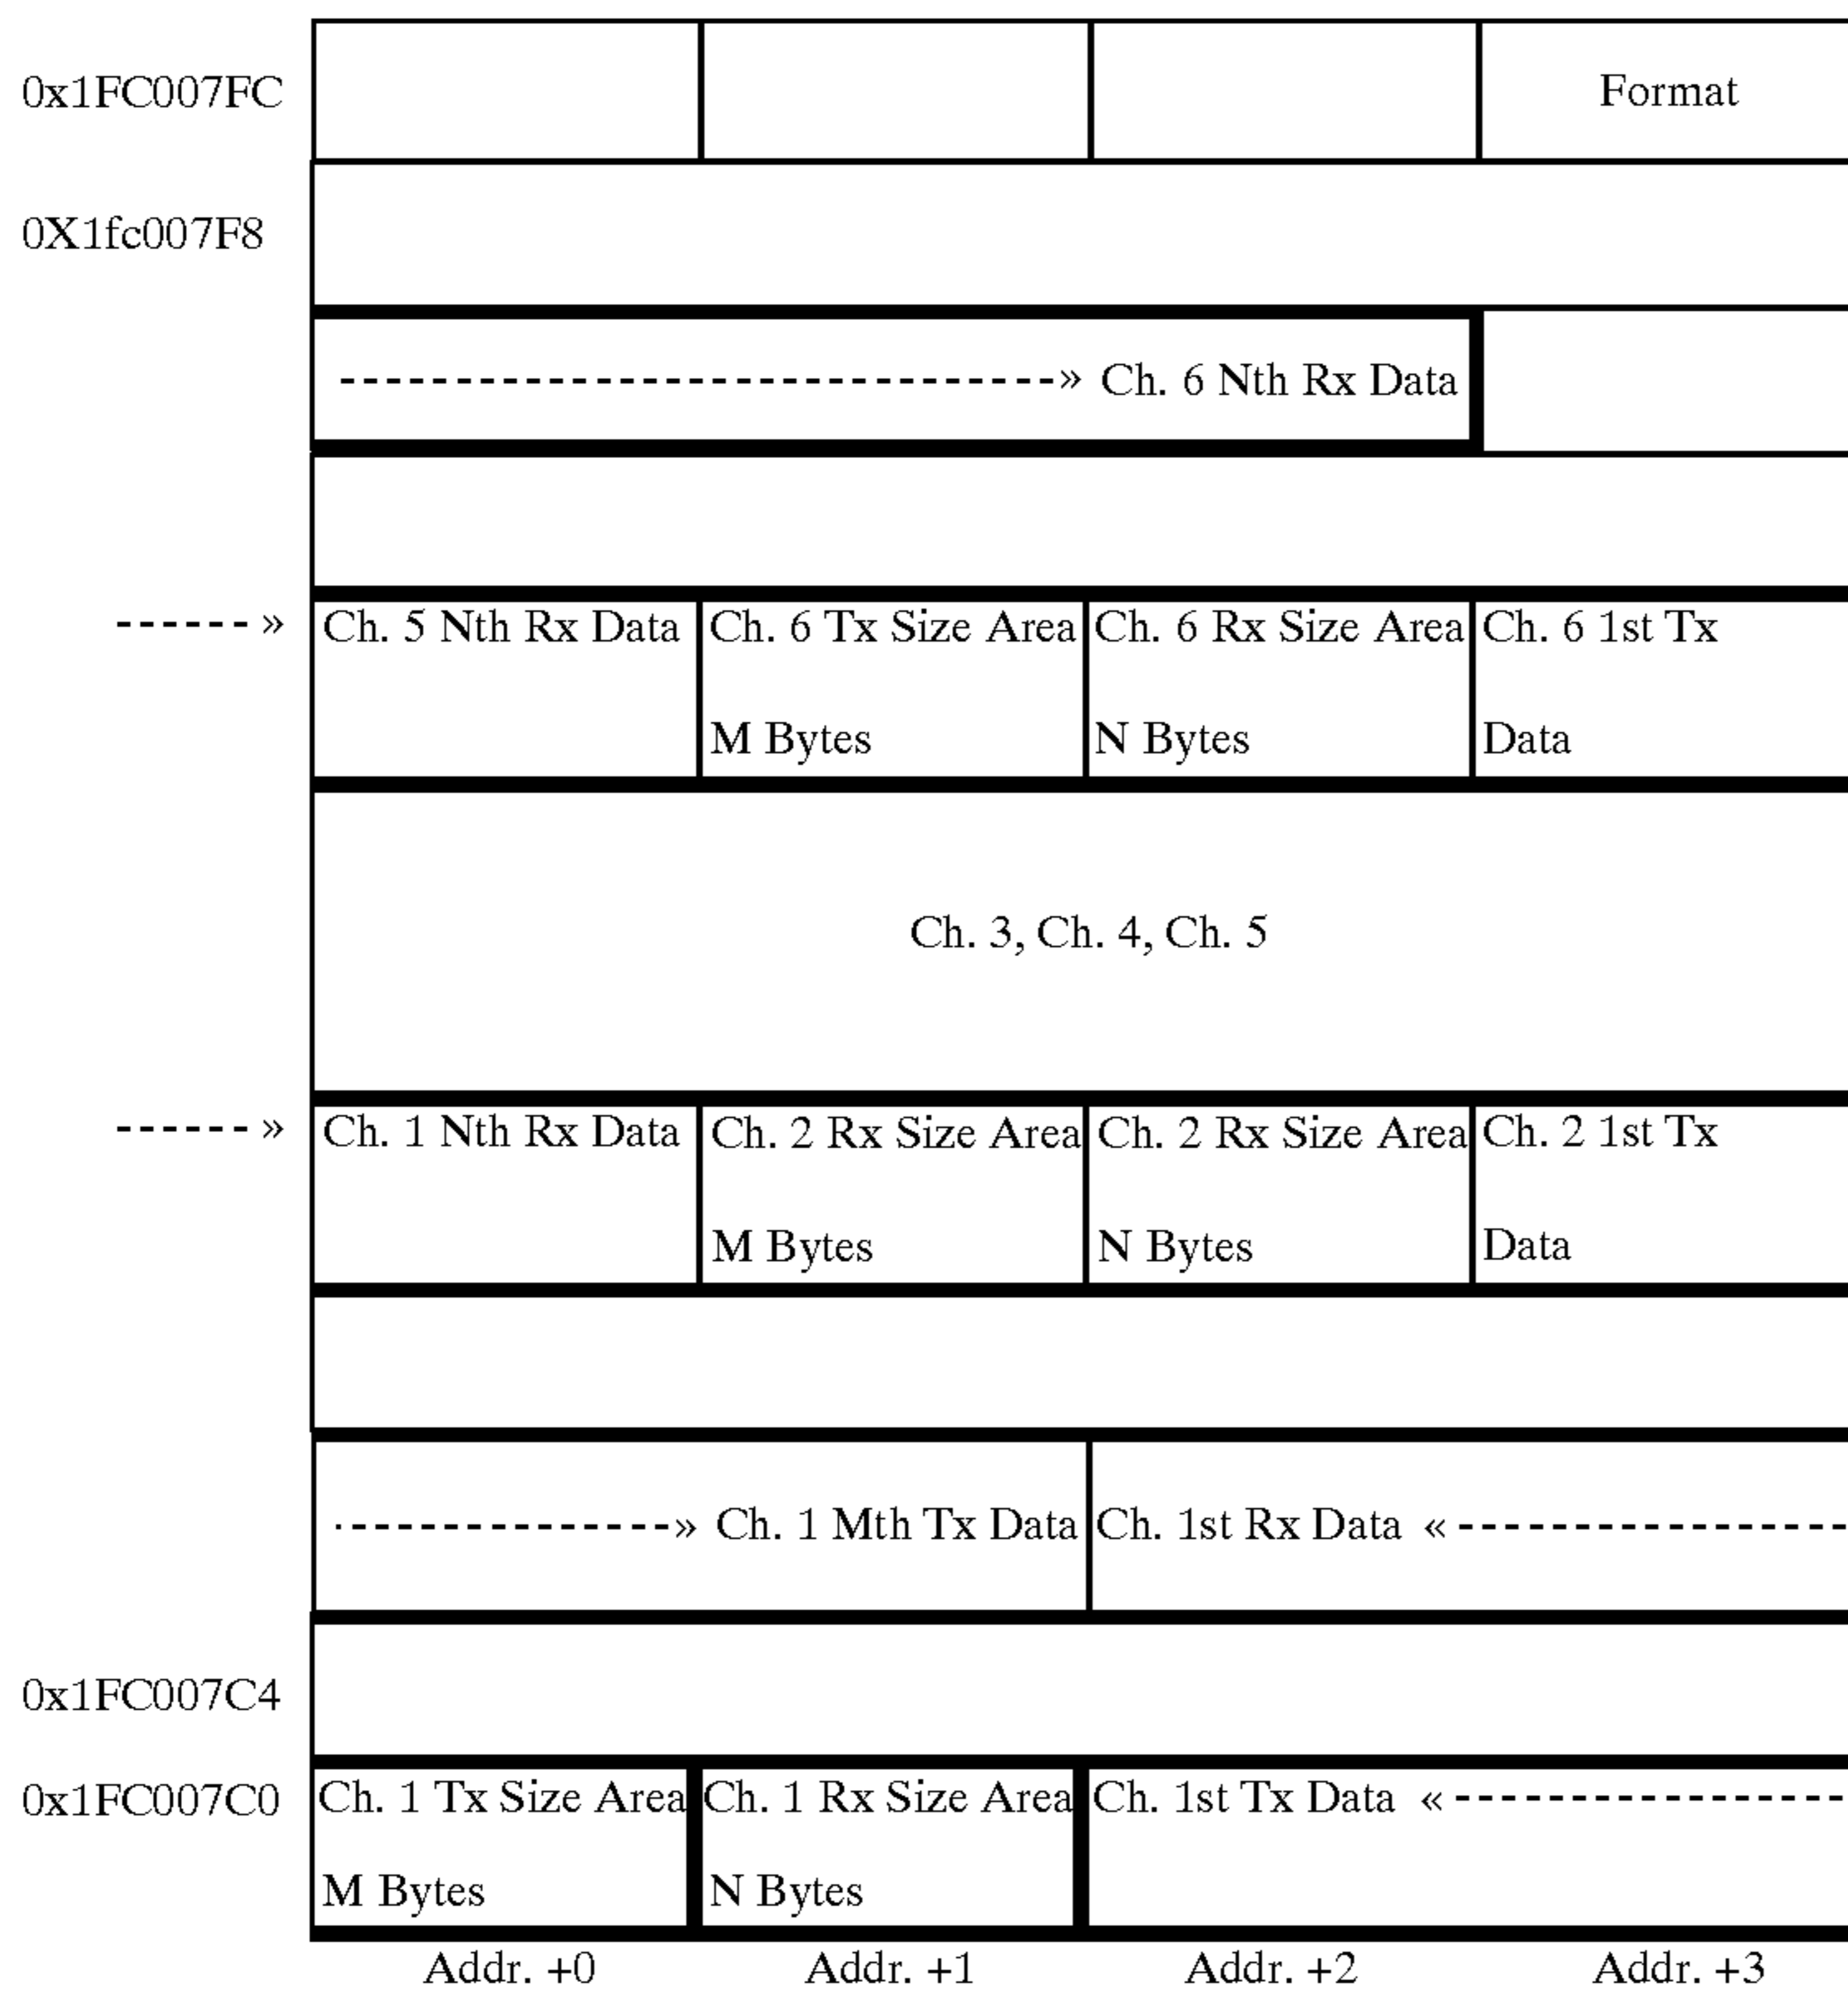 0x1FC007FC Format
0X1fc007F8
--------------------------------» Ch. 6 Nth Rx Data
------» Ch. 5 Nth Rx Data Ch. 6 Tx Size Area Ch. 6 Rx Size Area Ch. 6 1st Tx
M Bytes N Bytes Data
Ch. 3, Ch. 4, Ch. 5
------» Ch. 1 Nth Rx Data Ch. 2 Rx Size Area Ch. 2 Rx Size Area Ch. 2 1st Tx
M Bytes N Bytes Data
---------------» Ch. 1 Mth Tx Data Ch. 1st Rx Data «-----------------
0x1FC007C4
0x1FC007C0 Ch. 1 Tx Size Area Ch. 1 Rx Size Area Ch. 1st Tx Data «-----------------
M Bytes N Bytes
Addr. +0 Addr. +1 Addr. +2 Addr. +3